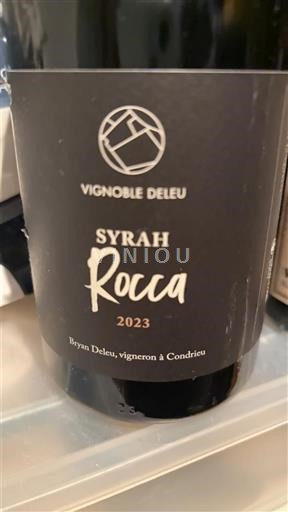 VIGNOBLE DELEU
SYRAH
NIOU
Rocca
2023
Bryan Deleu, vigneron à Condrieu